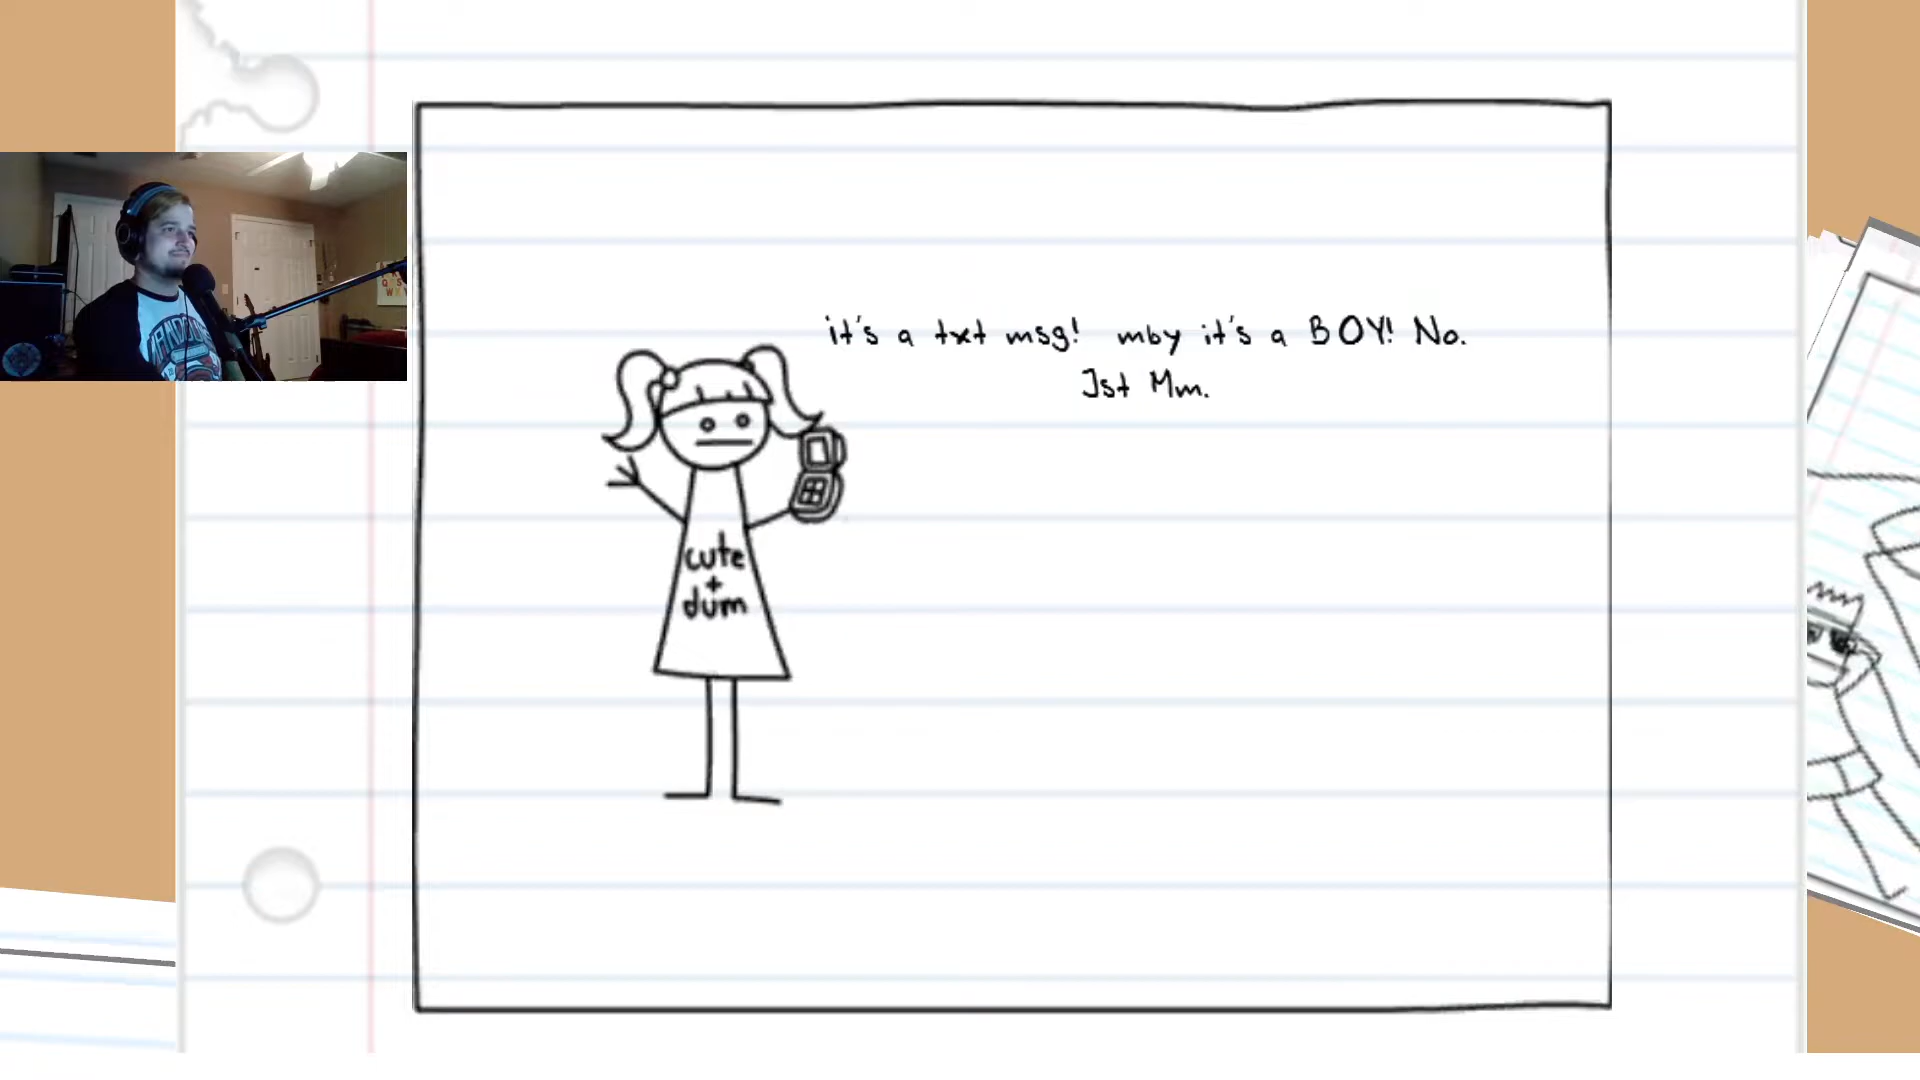 it's a txt msg! mby it's a BOY! No.
Jst Mm.
cute
+
dum